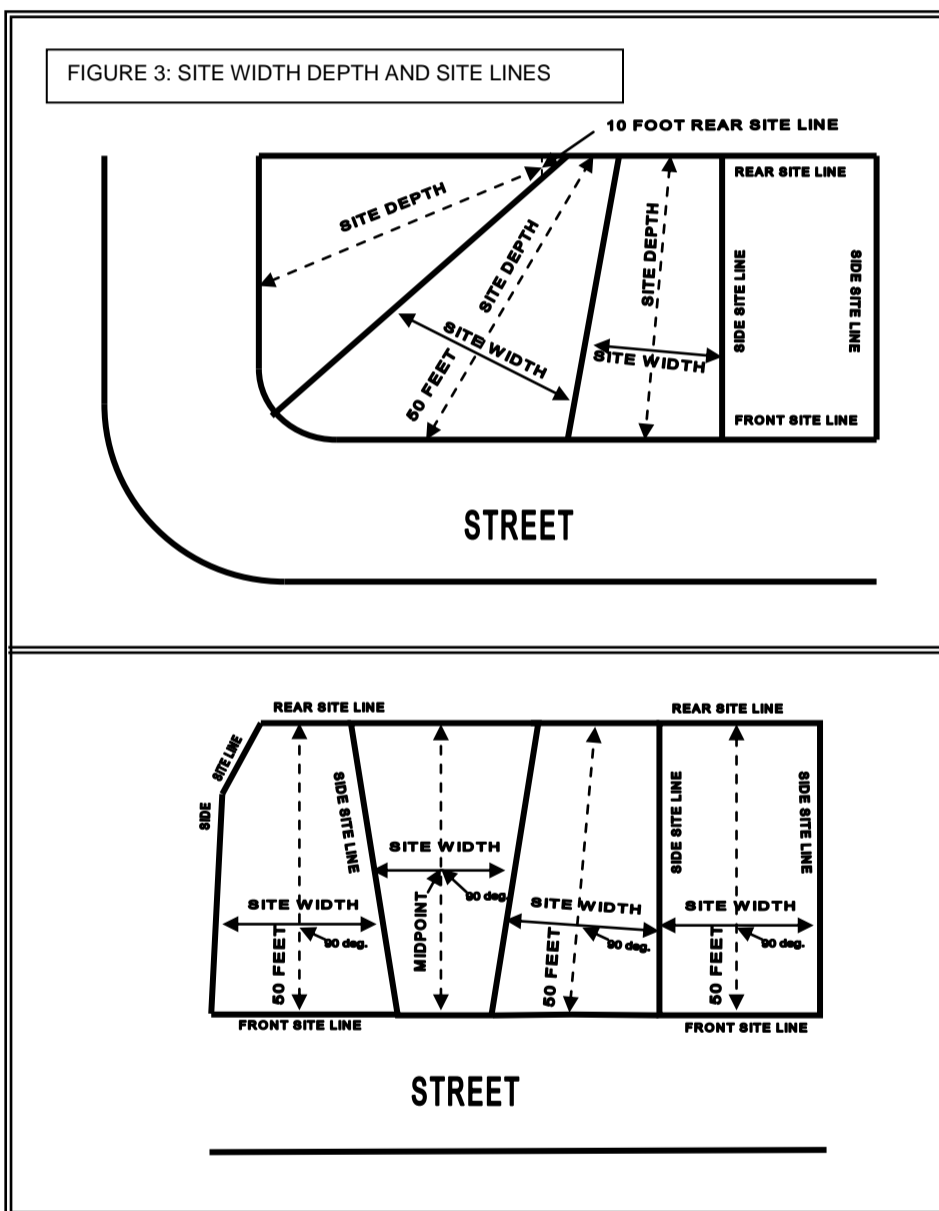 FIGURE 3: SITE WIDTH DEPTH AND SITE LINES
10 FOOT REAR SITE LINE
SITE DEPTH
SITE DEPTH
50 FEET
SITE WIDTH
SITE DEPTH
SITE WIDTH
REAR SITE LINE
SIDE SITE LINE
SIDE SITE LINE
FRONT SITE LINE
STREET
REAR SITE LINE
REAR SITE LINE
SIDE
SITE LINE
SIDE SITE LINE
SITE WIDTH
90 deg.
50 FEET
SITE WIDTH
90 deg.
MIDPOINT
SITE WIDTH
90 deg.
50 FEET
SIDE SITE LINE
SIDE SITE LINE
SITE WIDTH
90 deg.
50 FEET
FRONT SITE LINE
FRONT SITE LINE
STREET